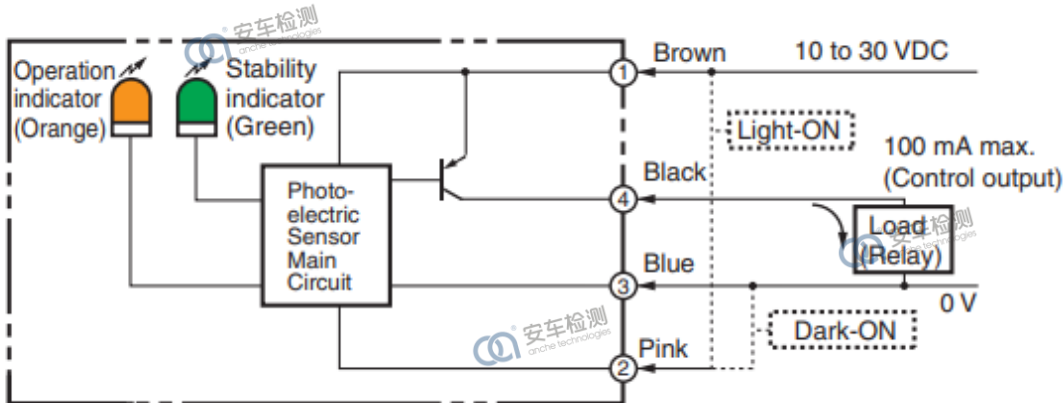 安车检测
anche technologies
Operation
indicator
(Orange)
Stability
indicator
(Green)
Photo-
electric
Sensor
Main
Circuit
1
Brown
10 to 30 VDC
Light-ON
100 mA max.
(Control output)
4
Black
Load
(Relay)
安车检测
anche technologies
3
Blue
0 V
Dark-ON
安车检测
anche technologies
2
Pink